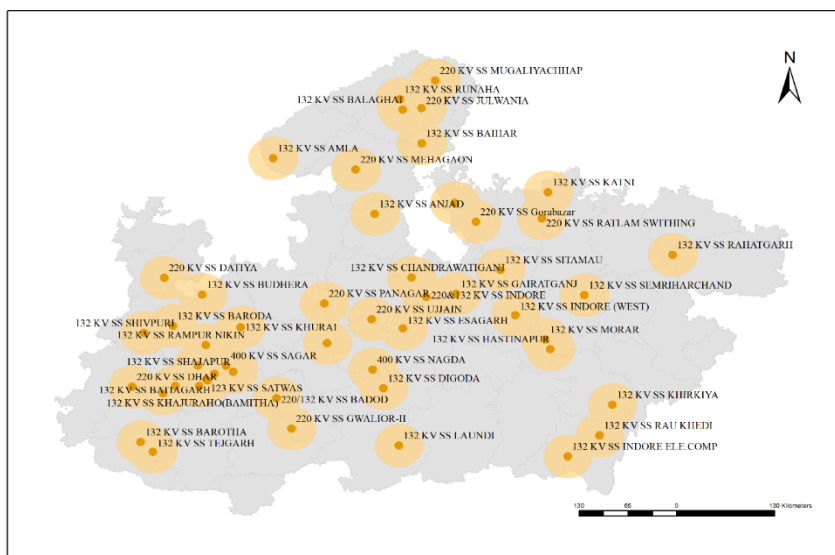 N
220 KV SS MUGALIYACHHAP
132 KV SS RUNAHA
132 KV SS BALAGHAT
220 KV SS JULWANIA
132 KV SS BAIHAR
132 KV SS AMLA
220 KV SS MEHAGAON
132 KV SS KATNI
132 KV SS ANJAD
220 KV SS Gorabazar
220 KV SS RATLAM SWITHING
132 KV SS RAHATGARH
132 KV SS SITAMAU
220 KV SS DATIYA
132 KV SS CHANDRAWATIGANJ
132 KV SS GAIRATGANJ
132 KV SS SEMRIHARCHAND
132 KV SS BUDHERA
220 KV SS PANAGAR
220&132 KV SS INDORE
132 KV SS INDORE (WEST)
220 KV SS UJJAIN
132 KV SS BARODA
132 KV SS SHIVPURI
132 KV SS KHURAI
132 KV SS ESAGARH
132 KV SS MORAR
132 KV SS RAMPUR NIKIN
132 KV SS HASTINAPUR
132 KV SS SHAJAPUR
400 KV SS SAGAR
400 KV SS NAGDA
220 KV SS DHAR
132 KV SS BATIAGARH
123 KV SS SATWAS
132 KV SS DIGODA
132 KV SS KHAJURAHO(BAMITHA)
220/132 KV SS BADOD
132 KV SS KHIRKIYA
220 KV SS GWALIOR-II
132 KV SS RAU KHEDI
132 KV SS BAROTHA
132 KV SS TEJGARH
132 KV SS LAUNDI
132 KV SS INDORE ELE.COMP
130 65 0 130 Kilometers